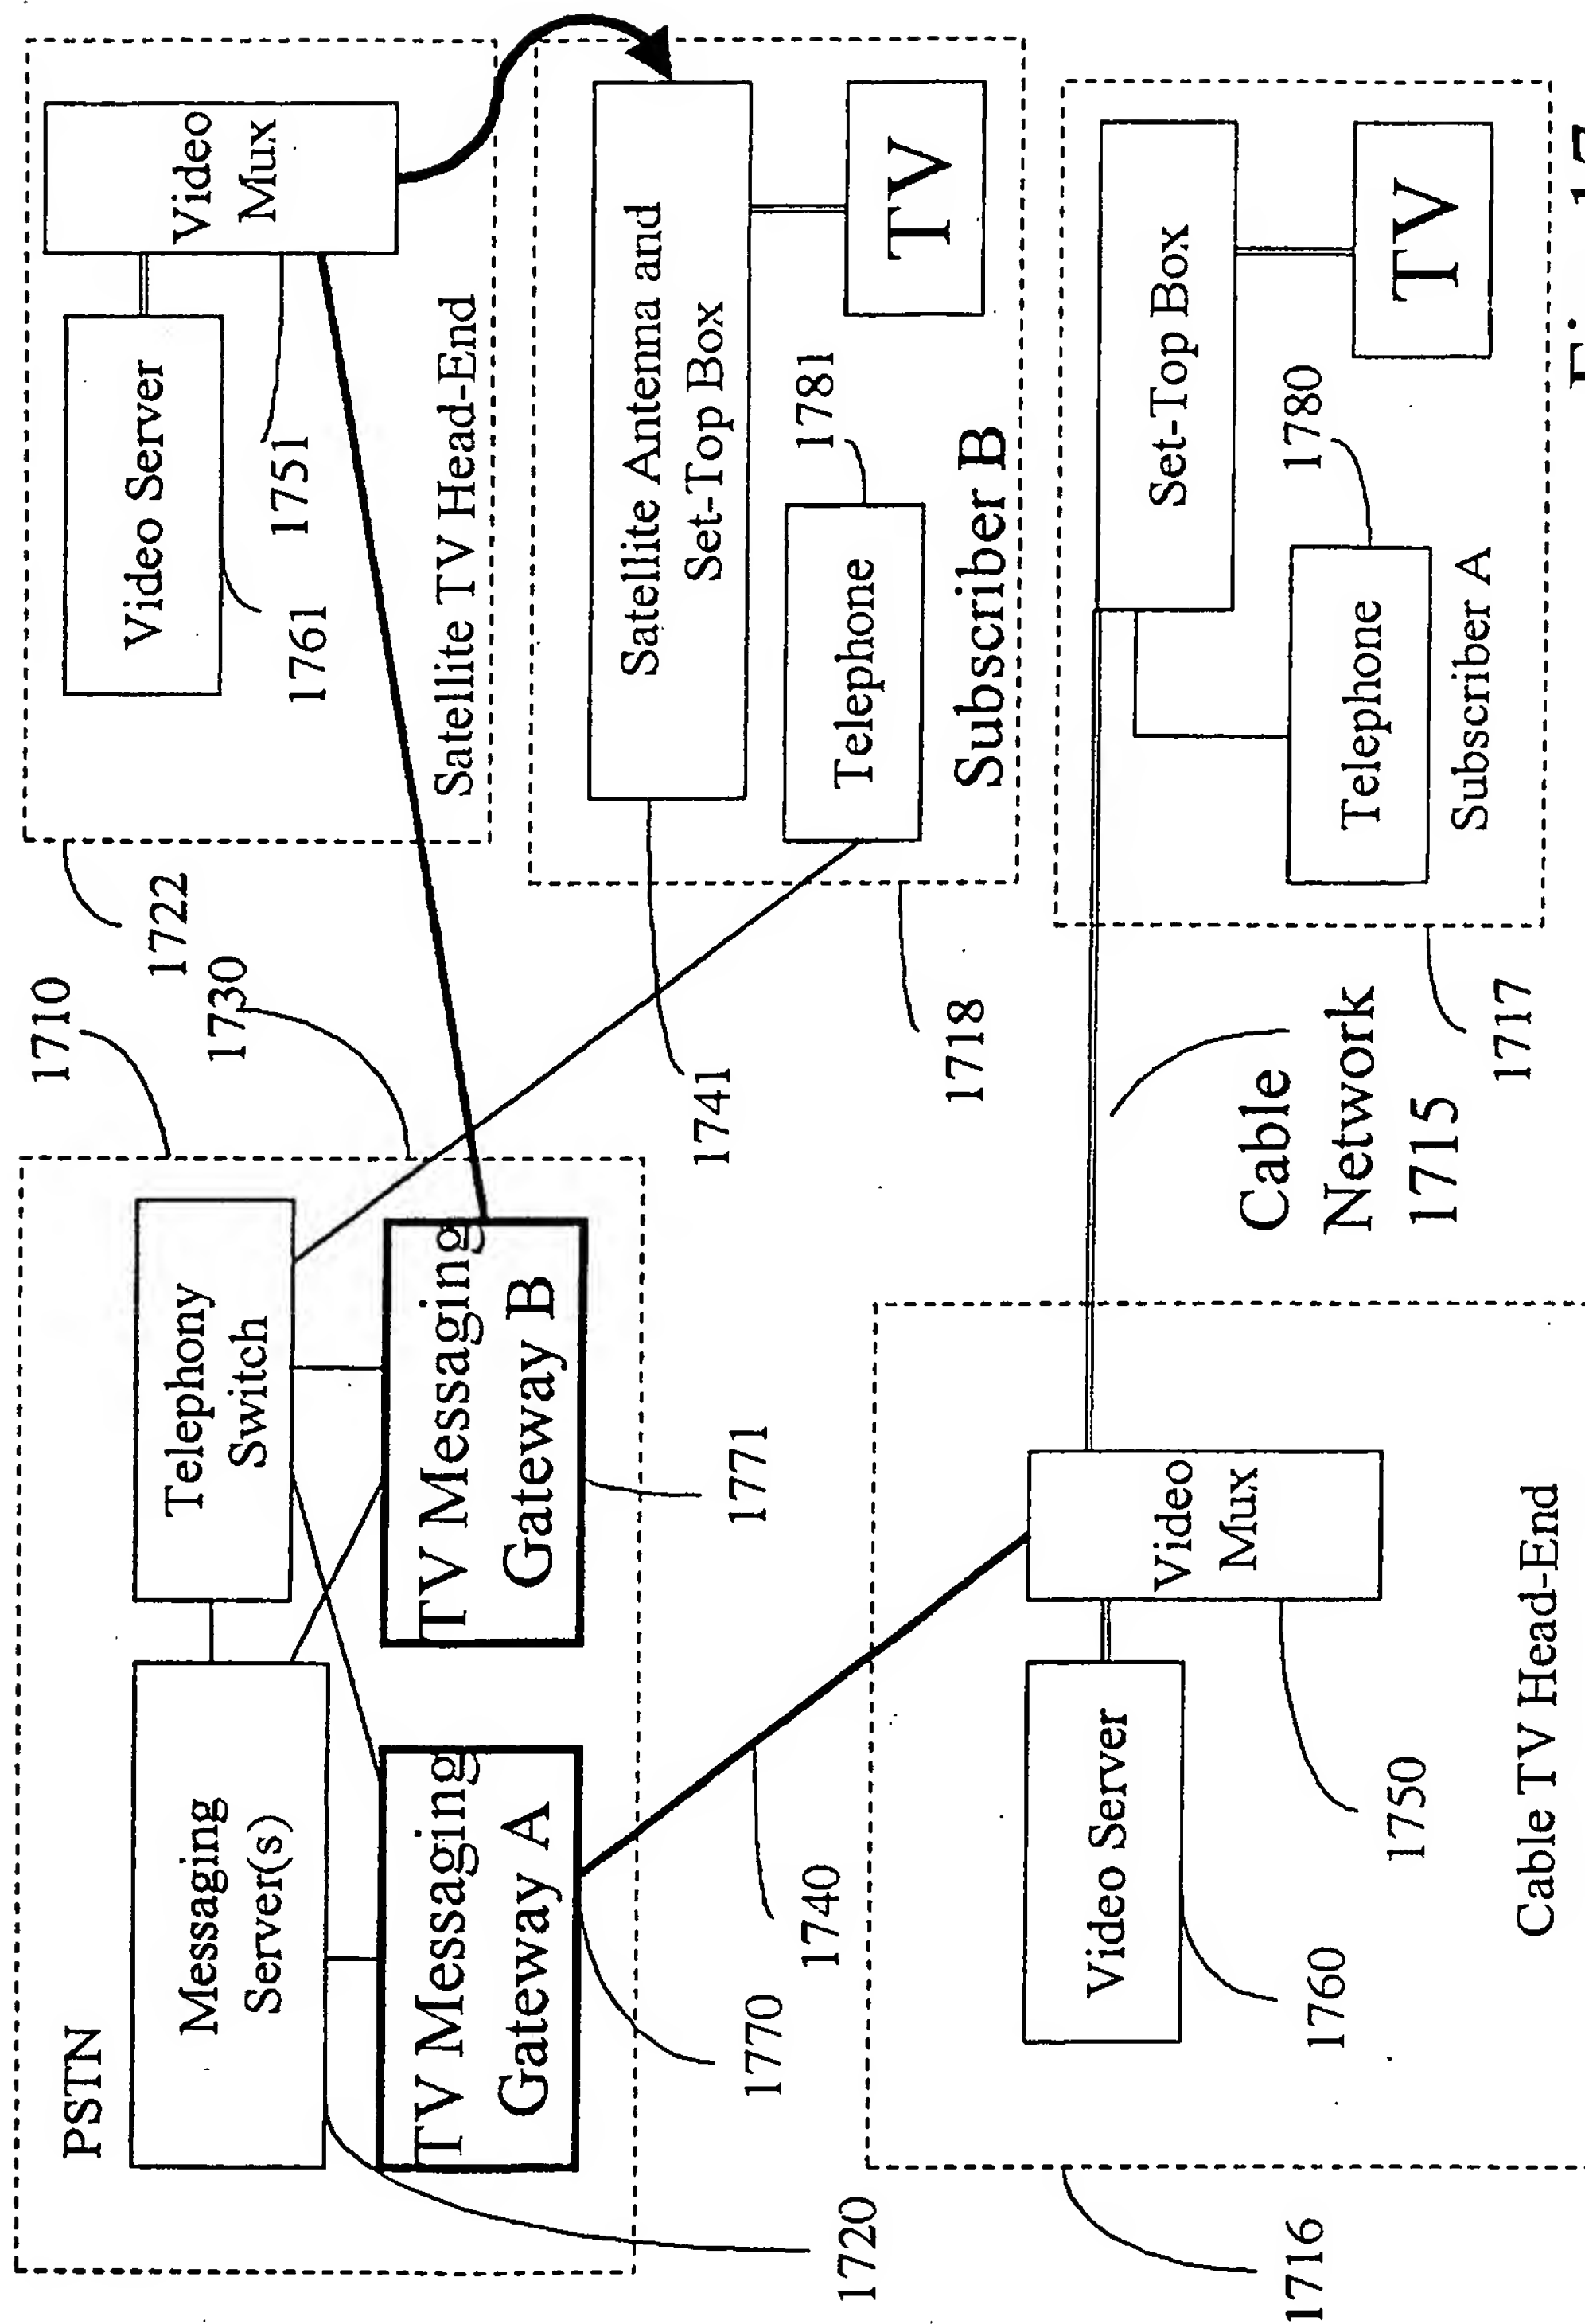 PSTN
Messaging
Server(s)
Telephony
Switch
TV Messaging
Gateway A
TV Messaging
Gateway B
1710
1730
1720
1770
1771
1740
1722
Video Server
Video
Mux
1761
1751
Satellite TV Head-End
Satellite Antenna and
Set-Top Box
Telephone
1781
TV
Subscriber B
1741
1718
1716
Video Server
Video
Mux
1760
1750
Cable TV Head-End
Cable
Network
1715
1717
Set-Top Box
Telephone
1780
TV
Subscriber A